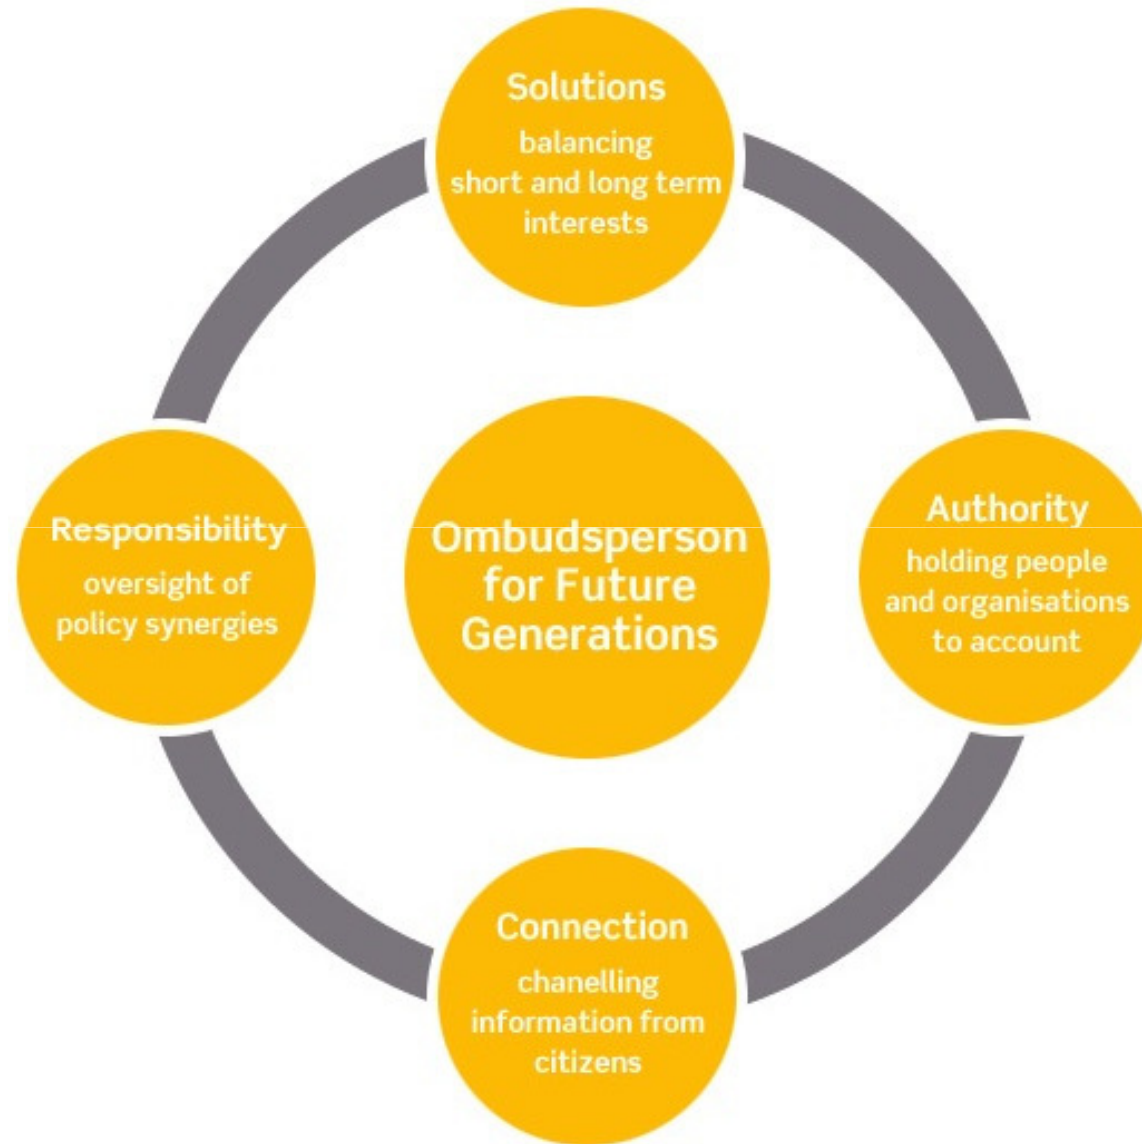 Solutions
balancing
short and long term
interests
Responsibility
oversight of
policy synergies
Ombudsperson
for Future
Generations
Authority
holding people
and organisations
to account
Connection
chanelling
information from
citizens